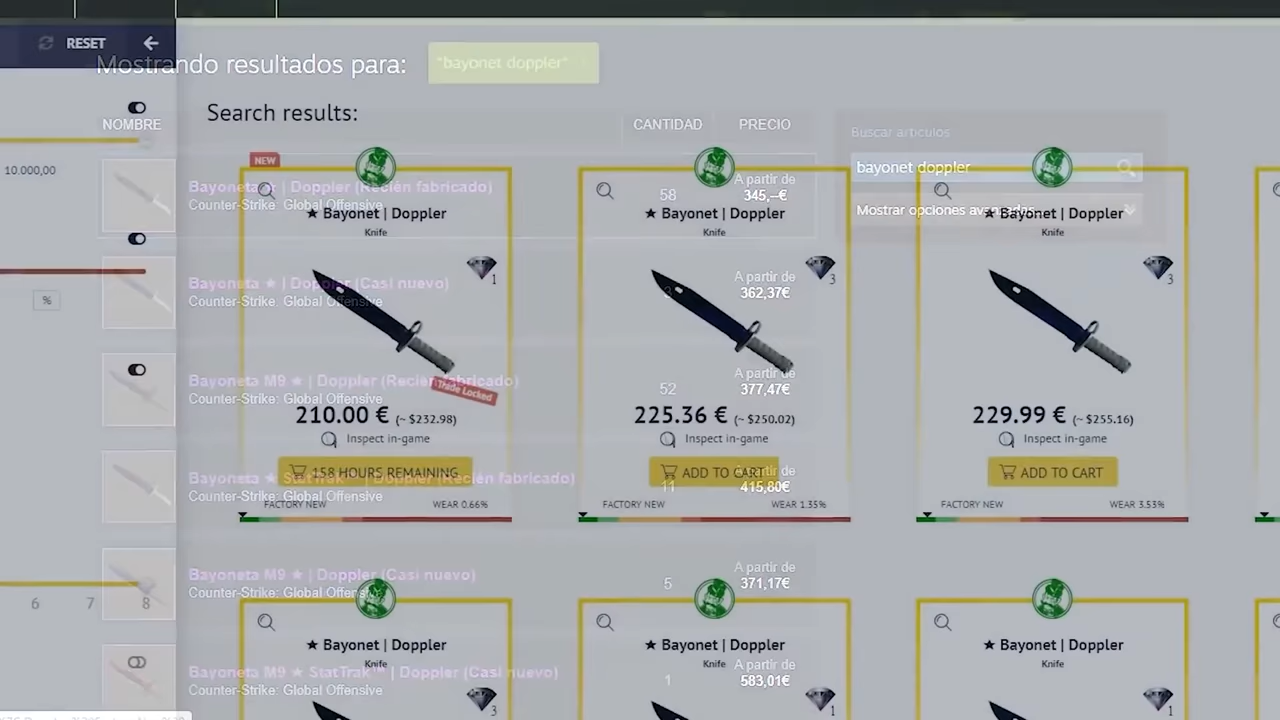 RESET
Mostrando resultados para:
"bayonet doppler"
Search results:
NOMBRE
CANTIDAD
PRECIO
Buscar artículos
bayonet doppler
Mostrar opciones avanzadas
10.000,00
%
6 7 8
Bayoneta ★ | Doppler (Recién fabricado)
Counter-Strike: Global Offensive
58
A partir de
345,--€
Bayoneta ★ | Doppler (Casi nuevo)
Counter-Strike: Global Offensive
3
A partir de
362,37€
Bayoneta M9 ★ | Doppler (Recién fabricado)
Counter-Strike: Global Offensive
52
A partir de
377,47€
Bayoneta ★ StatTrak™ | Doppler (Recién fabricado)
Counter-Strike: Global Offensive
11
A partir de
415,80€
Bayoneta M9 ★ | Doppler (Casi nuevo)
Counter-Strike: Global Offensive
5
A partir de
371,17€
Bayoneta M9 ★ StatTrak™ | Doppler (Casi nuevo)
Counter-Strike: Global Offensive
1
A partir de
583,01€
NEW
★ Bayonet | Doppler
Knife
1
Trade Locked
210.00 € (~ $232.98)
Inspect in-game
158 HOURS REMAINING
FACTORY NEW
WEAR 0.66%
★ Bayonet | Doppler
Knife
3
225.36 € (~ $250.02)
Inspect in-game
ADD TO CART
FACTORY NEW
WEAR 1.35%
★ Bayonet | Doppler
Knife
3
229.99 € (~ $255.16)
Inspect in-game
ADD TO CART
FACTORY NEW
WEAR 3.53%
★ Bayonet | Doppler
Knife
3
★ Bayonet | Doppler
Knife
1
★ Bayonet | Doppler
Knife
1